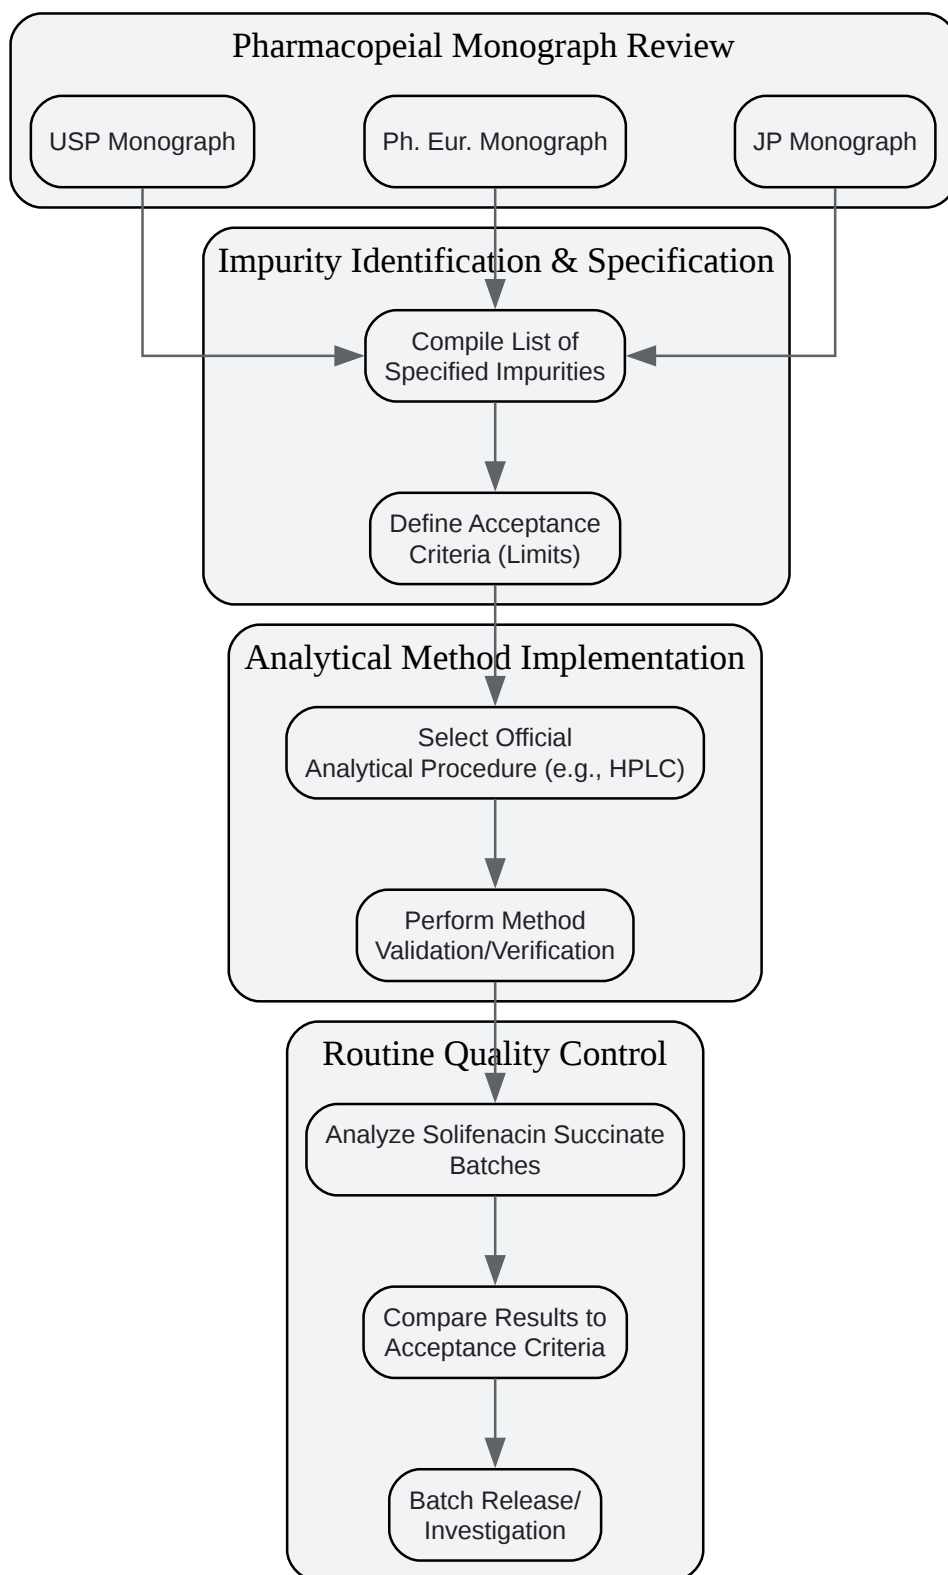 Pharmacopeial Monograph Review
USP Monograph
Ph. Eur. Monograph
JP Monograph
Impurity Identification & Specification
Compile List of
Specified Impurities
Define Acceptance
Criteria (Limits)
Analytical Method Implementation
Select Official
Analytical Procedure (e.g., HPLC)
Perform Method
Validation/Verification
Routine Quality Control
Analyze Solifenacin Succinate
Batches
Compare Results to
Acceptance Criteria
Batch Release/
Investigation